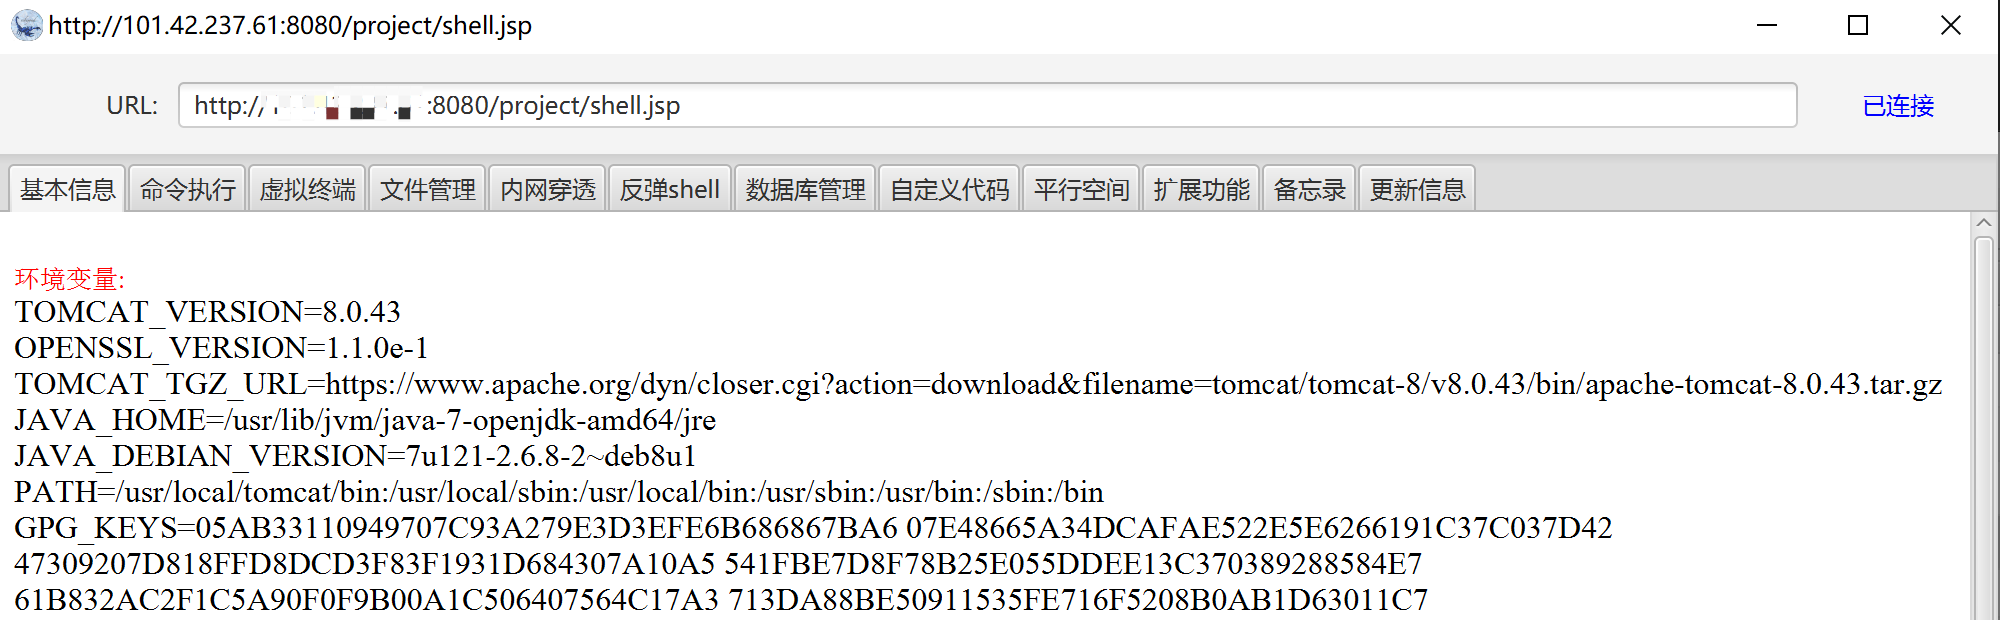 http://101.42.237.61:8080/project/shell.jsp
URL: http:// :8080/project/shell.jsp 已连接
基本信息 命令执行 虚拟终端 文件管理 内网穿透 反弹shell 数据库管理 自定义代码 平行空间 扩展功能 备忘录 更新信息
环境变量:
TOMCAT_VERSION=8.0.43
OPENSSL_VERSION=1.1.0e-1
TOMCAT_TGZ_URL=https://www.apache.org/dyn/closer.cgi?action=download&filename=tomcat/tomcat-8/v8.0.43/bin/apache-tomcat-8.0.43.tar.gz
JAVA_HOME=/usr/lib/jvm/java-7-openjdk-amd64/jre
JAVA_DEBIAN_VERSION=7u121-2.6.8-2~deb8u1
PATH=/usr/local/tomcat/bin:/usr/local/sbin:/usr/local/bin:/usr/sbin:/usr/bin:/sbin:/bin
GPG_KEYS=05AB33110949707C93A279E3D3EFE6B686867BA6 07E48665A34DCAFAE522E5E6266191C37C037D42
47309207D818FFD8DCD3F83F1931D684307A10A5 541FBE7D8F78B25E055DDEE13C370389288584E7
61B832AC2F1C5A90F0F9B00A1C506407564C17A3 713DA88BE50911535FE716F5208B0AB1D63011C7